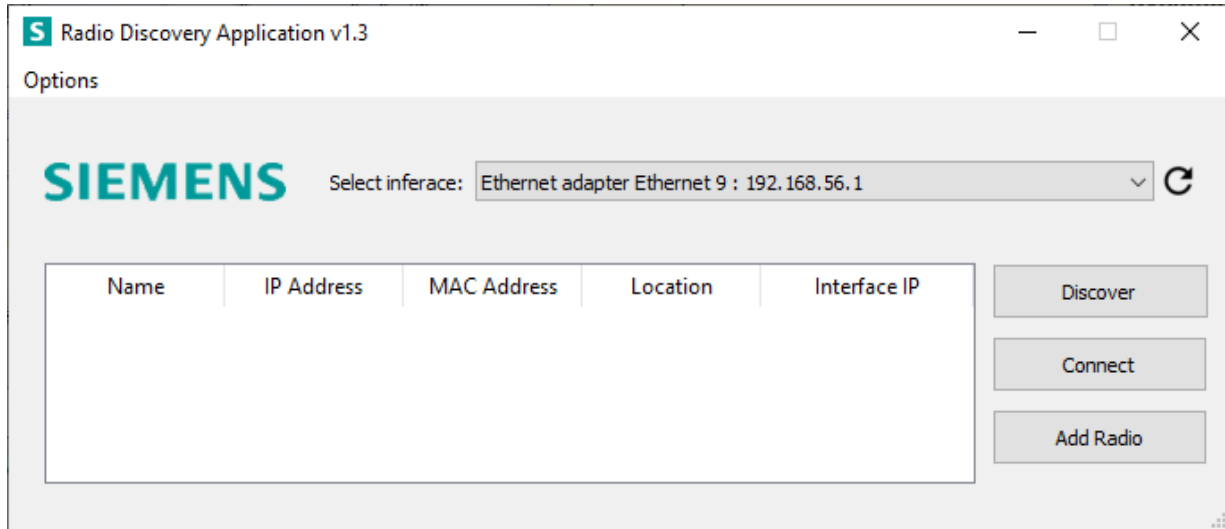 S Radio Discovery Application v1.3
Options
SIEMENS Select inferace: Ethernet adapter Ethernet 9 : 192.168.56.1
Name IP Address MAC Address Location Interface IP
Discover
Connect
Add Radio